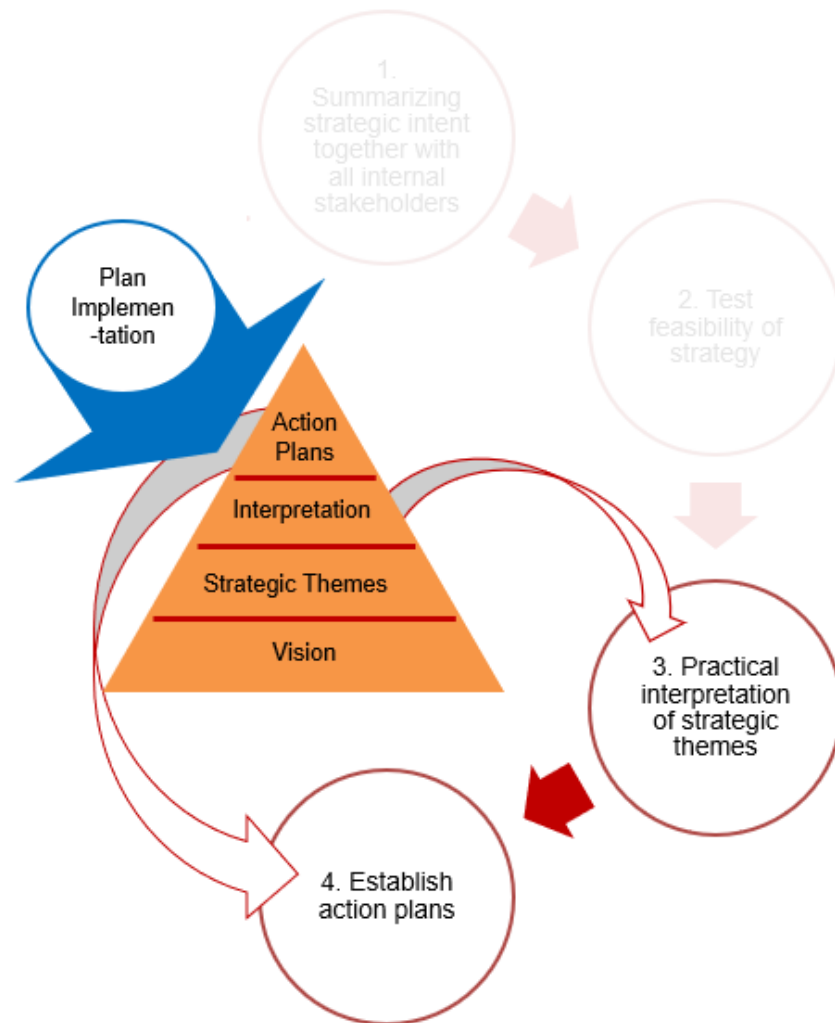 1.
Summarizing
strategic intent
together with
all internal
stakeholders
2. Test
feasibility of
strategy
Plan
Implemen
-tation
Action
Plans
Interpretation
Strategic Themes
Vision
3. Practical
interpretation
of strategic
themes
4. Establish
action plans